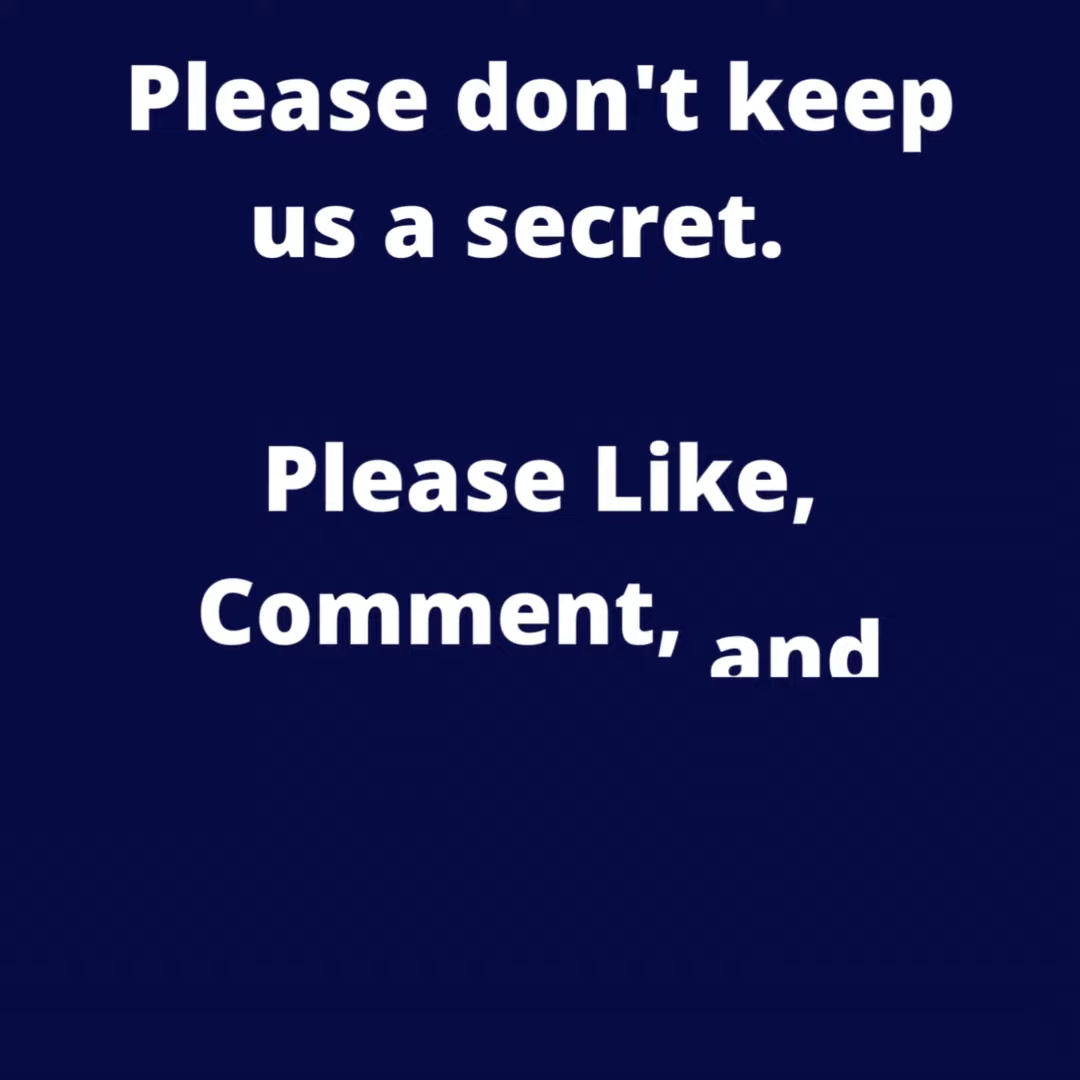 Please don't keep
us a secret.
Please Like,
Comment, and